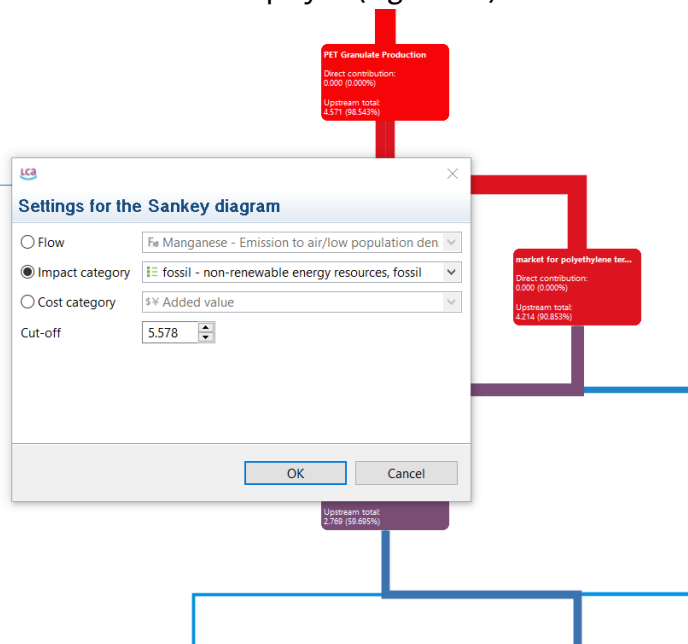 PET Granulate Production
Direct contribution:
0.000 (0.000%)
Upstream total:
4.571 (98.543%)
LCa
Settings for the Sankey diagram
Flow
Fe Manganese - Emission to air/low population den
Impact category
fossil - non-renewable energy resources, fossil
Cost category
$¥ Added value
Cut-off
5.578
OK
Cancel
market for polyethylene ter...
Direct contribution:
0.000 (0.000%)
Upstream total:
4.214 (90.853%)
Upstream total:
2.769 (59.695%)